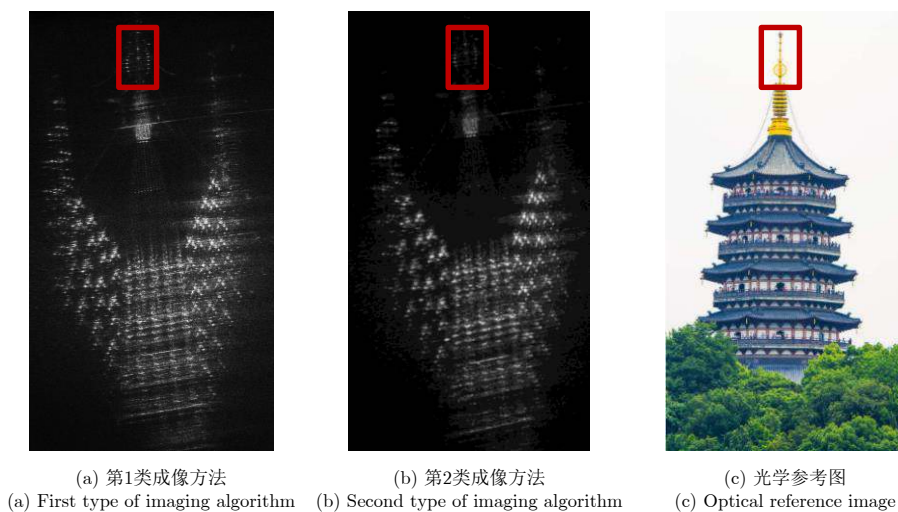 (a) 第1类成像方法
(a) First type of imaging algorithm
(b) 第2类成像方法
(b) Second type of imaging algorithm
(c) 光学参考图
(c) Optical reference image